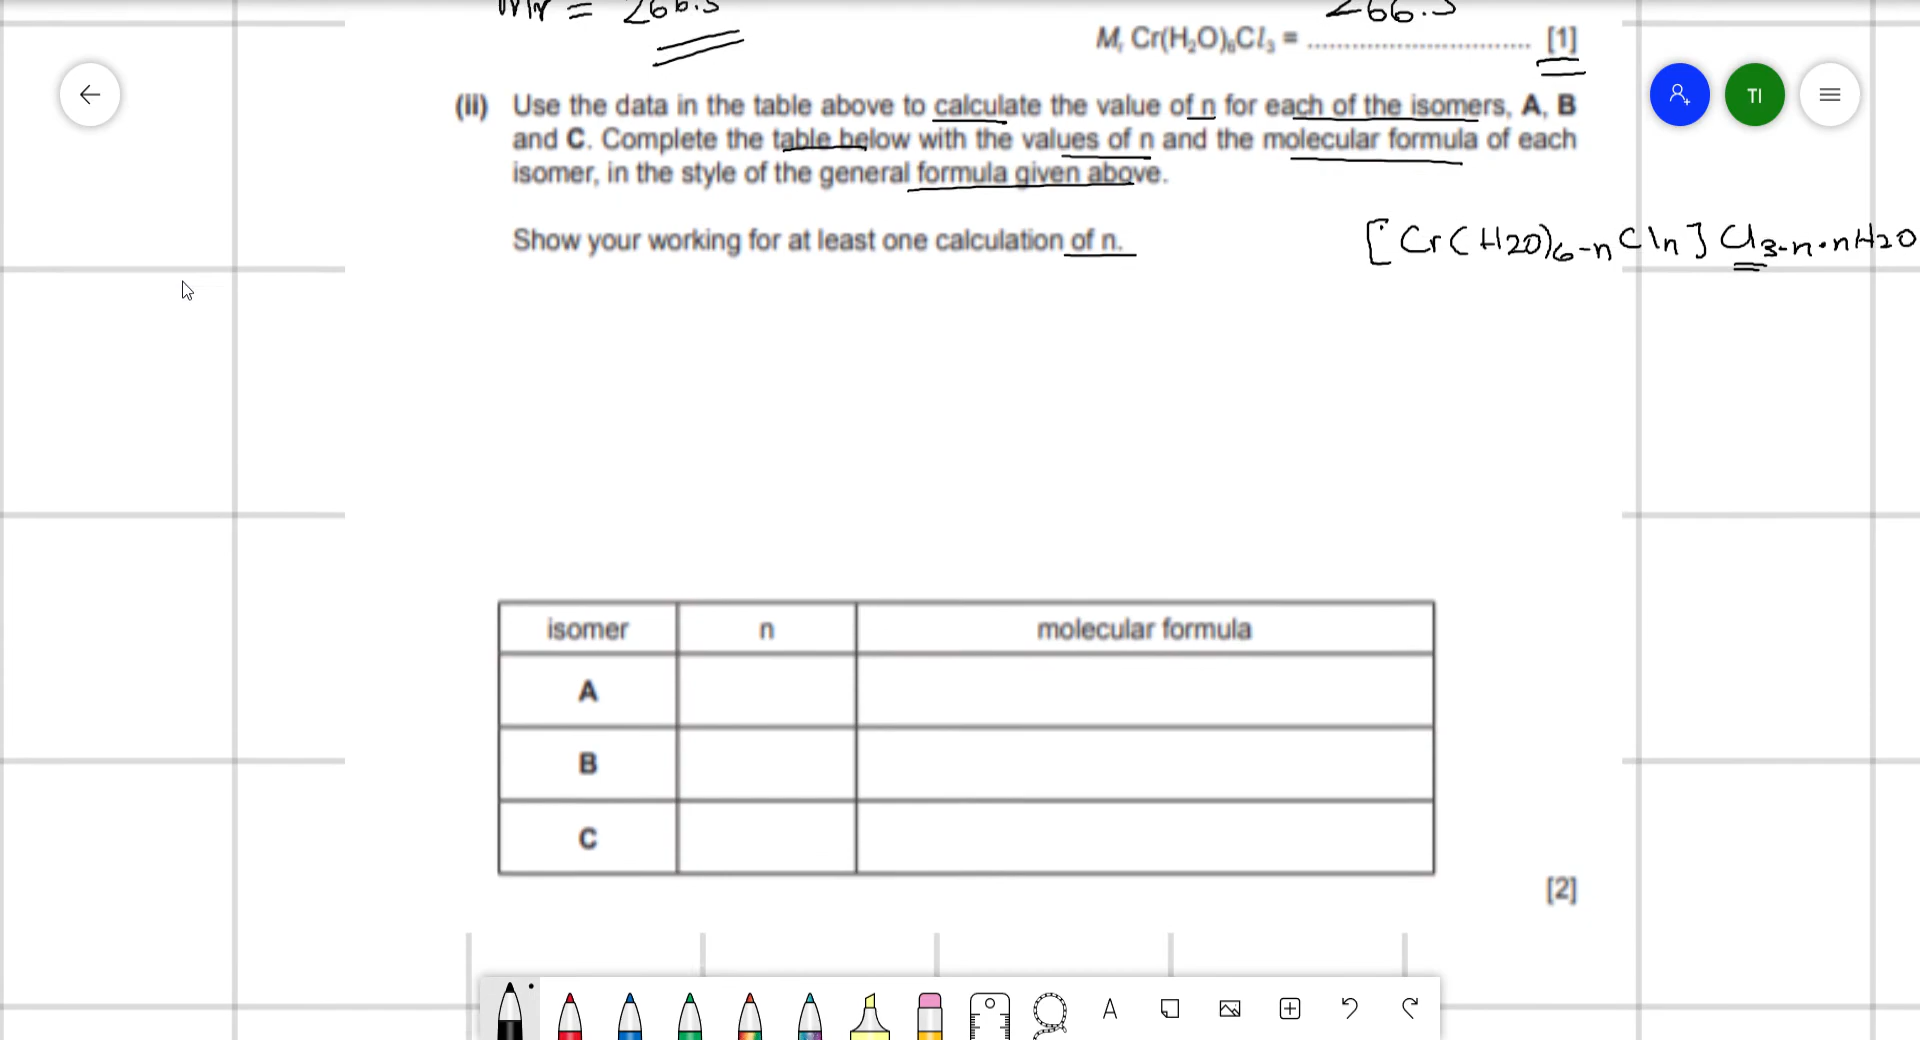 Mr = 266.5
266.5
Mr Cr(H2O)6Cl3 = .............................. [1]
(ii) Use the data in the table above to calculate the value of n for each of the isomers, A, B
and C. Complete the table below with the values of n and the molecular formula of each
isomer, in the style of the general formula given above.
Show your working for at least one calculation of n.
[Cr(H2O)6-nCln]Cl3-n.nH2O
isomer n molecular formula
A
B
C
[2]
TI
A